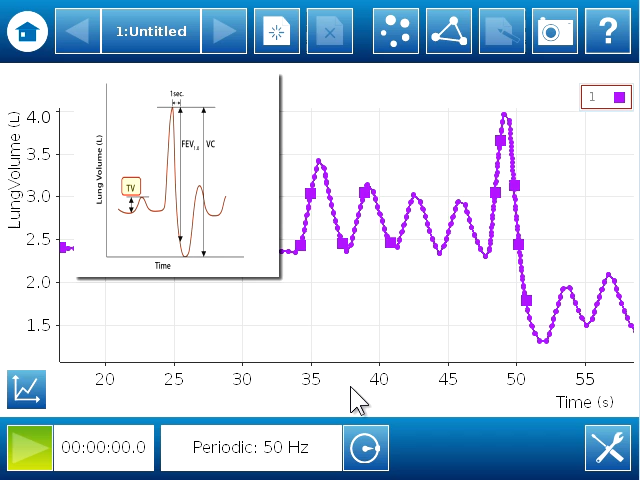 1:Untitled
?
1
LungVolume (L)
4.0
3.5
3.0
2.5
2.0
1.5
1sec.
FEV1.0
VC
TV
Lung Volume (L)
Time
20
25
30
35
40
45
50
55
Time (s)
00:00:00.0
Periodic: 50 Hz